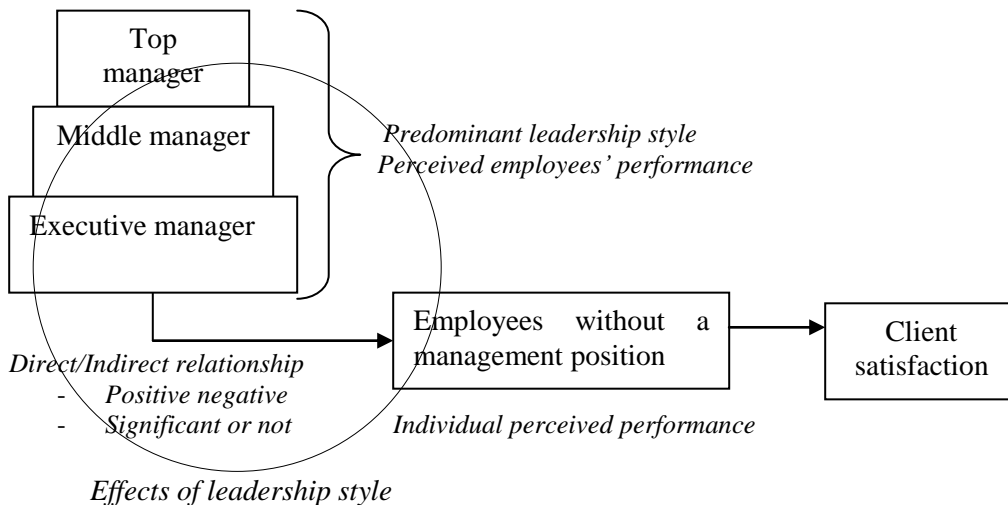 Top
manager
Middle manager
Executive manager
Predominant leadership style
Perceived employees’ performance
Employees without a
management position
Client
satisfaction
Direct/Indirect relationship
- Positive negative
- Significant or not
Individual perceived performance
Effects of leadership style